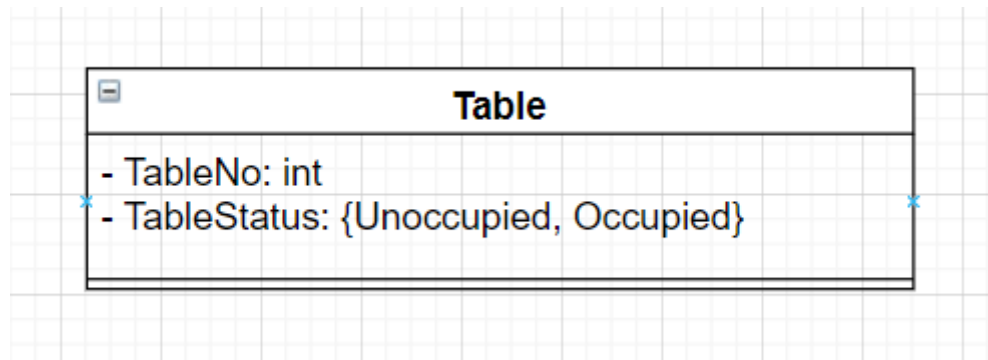 Table
- TableNo: int
- TableStatus: {Unoccupied, Occupied}